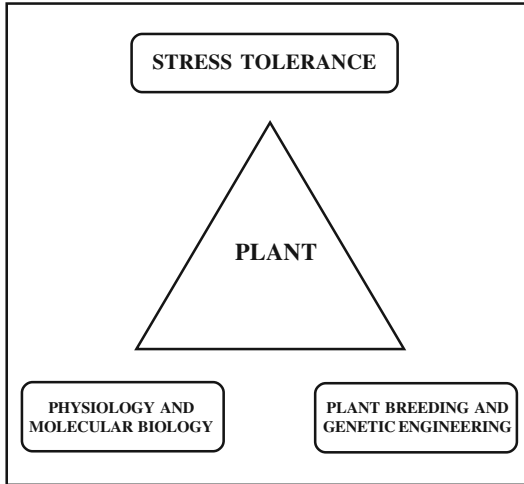 STRESS TOLERANCE
PLANT
PHYSIOLOGY AND
MOLECULAR BIOLOGY
PLANT BREEDING AND
GENETIC ENGINEERING